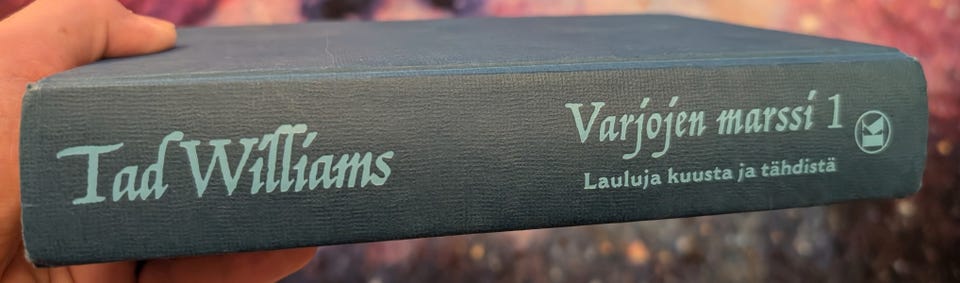 Tad Williams
Varjojen marssi 1
Lauluja kuusta ja tähdistä
K